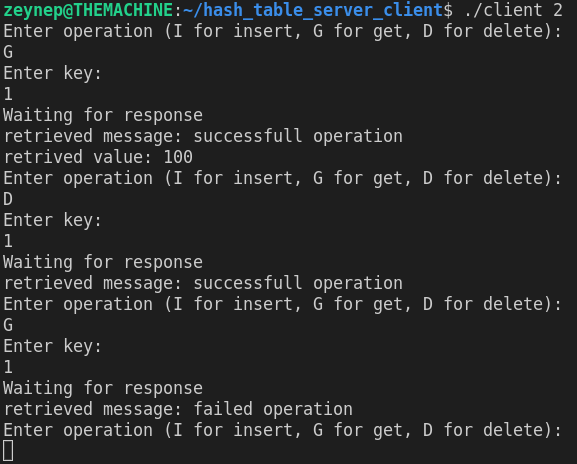 zeynep@THEMACHINE:~/hash_table_server_client$ ./client 2
Enter operation (I for insert, G for get, D for delete):
G
Enter key:
1
Waiting for response
retrieved message: successfull operation
retrived value: 100
Enter operation (I for insert, G for get, D for delete):
D
Enter key:
1
Waiting for response
retrieved message: successfull operation
Enter operation (I for insert, G for get, D for delete):
G
Enter key:
1
Waiting for response
retrieved message: failed operation
Enter operation (I for insert, G for get, D for delete):